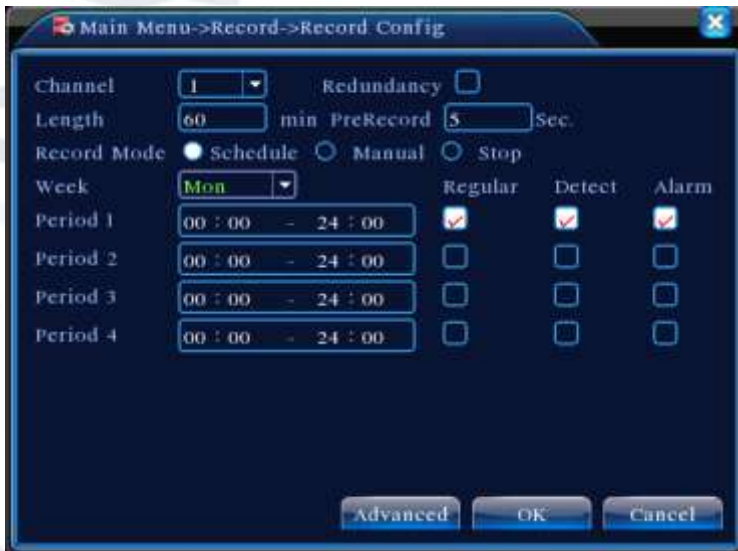 Main Menu->Record->Record Config
Channel 1 Redundancy
Length 60 min PreRecord 5 Sec.
Record Mode Schedule Manual Stop
Week Mon Regular Detect Alarm
Period 1 00 : 00 - 24 : 00
Period 2 00 : 00 - 24 : 00
Period 3 00 : 00 - 24 : 00
Period 4 00 : 00 - 24 : 00
Advanced OK Cancel